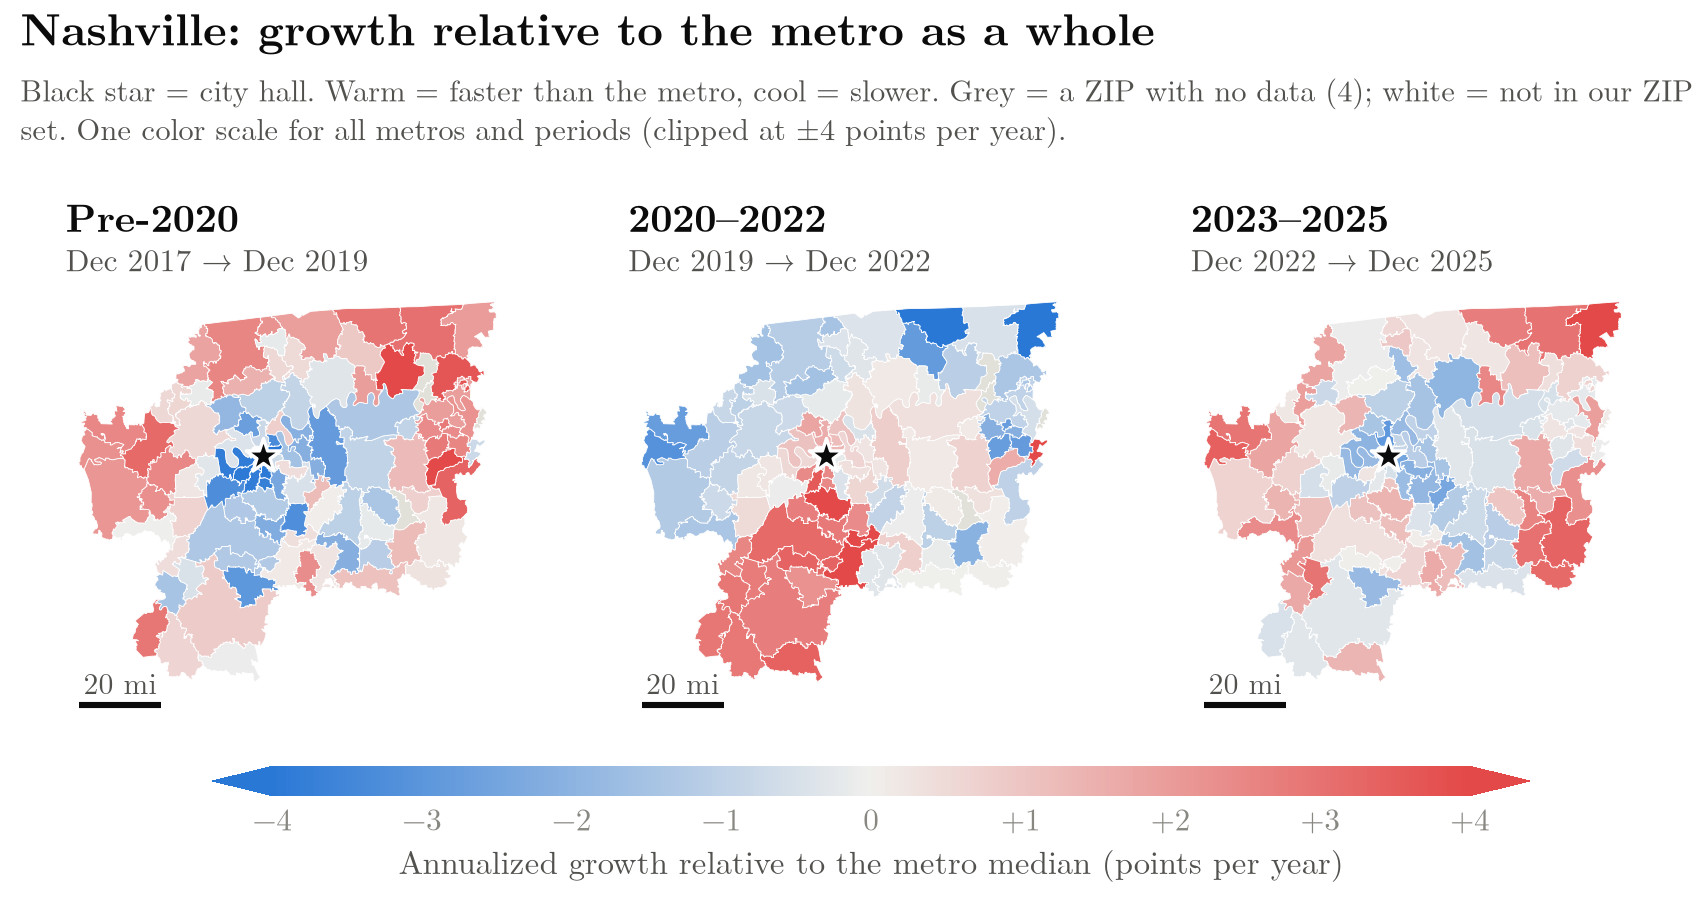 Nashville: growth relative to the metro as a whole
Black star = city hall. Warm = faster than the metro, cool = slower. Grey = a ZIP with no data (4); white = not in our ZIP
set. One color scale for all metros and periods (clipped at ±4 points per year).
Pre-2020
Dec 2017 → Dec 2019
20 mi
2020–2022
Dec 2019 → Dec 2022
20 mi
2023–2025
Dec 2022 → Dec 2025
20 mi
−4 −3 −2 −1 0 +1 +2 +3 +4
Annualized growth relative to the metro median (points per year)